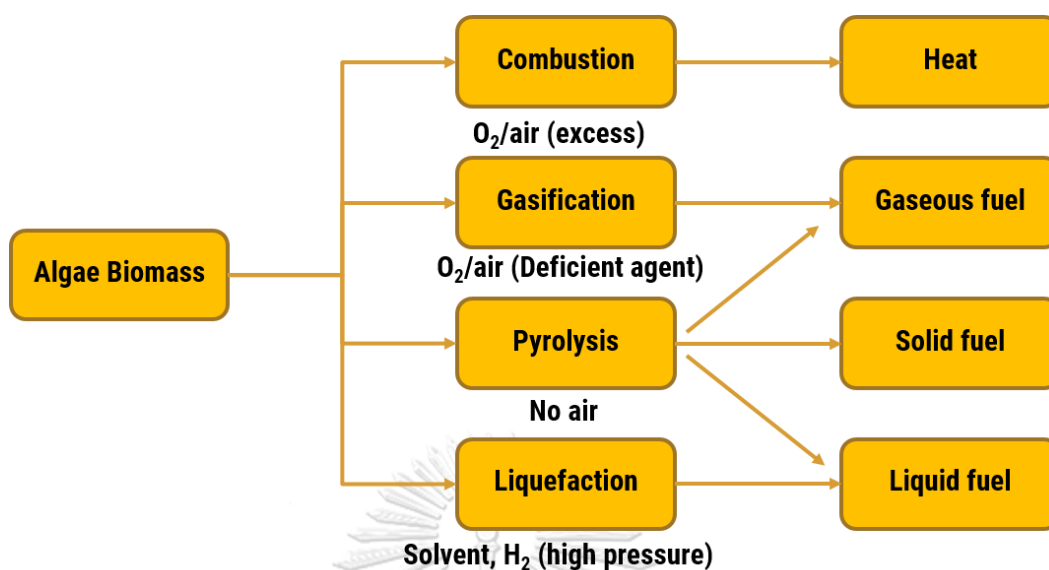 Combustion
Heat
O₂/air (excess)
Gasification
Gaseous fuel
Algae Biomass
O₂/air (Deficient agent)
Pyrolysis
Solid fuel
No air
Liquefaction
Liquid fuel
Solvent, H₂ (high pressure)